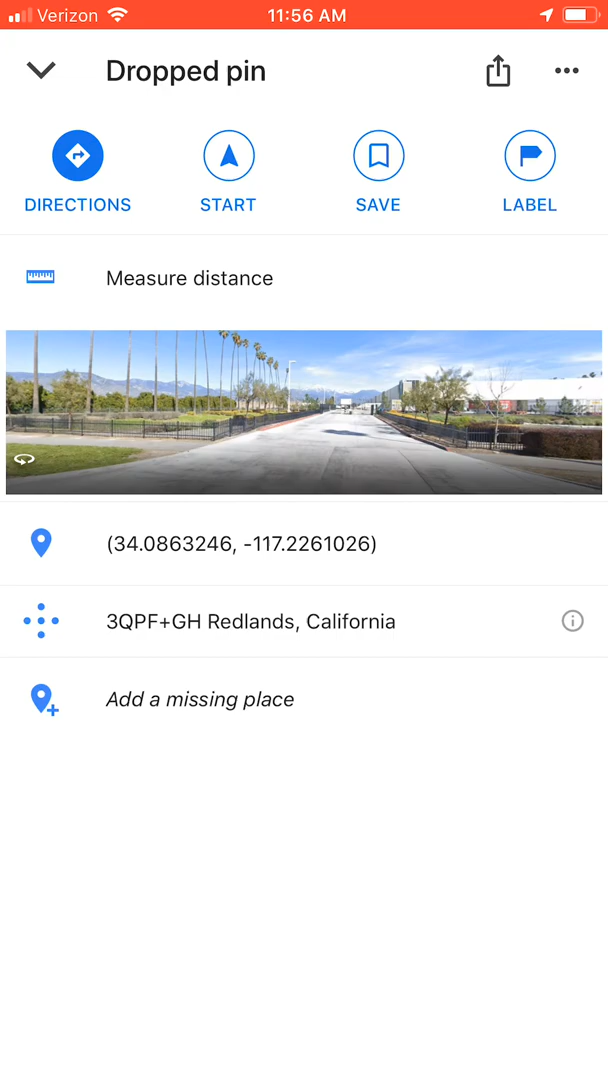 Verizon 11:56 AM
Dropped pin
DIRECTIONS START SAVE LABEL
Measure distance
(34.0863246, -117.2261026)
3QPF+GH Redlands, California
Add a missing place